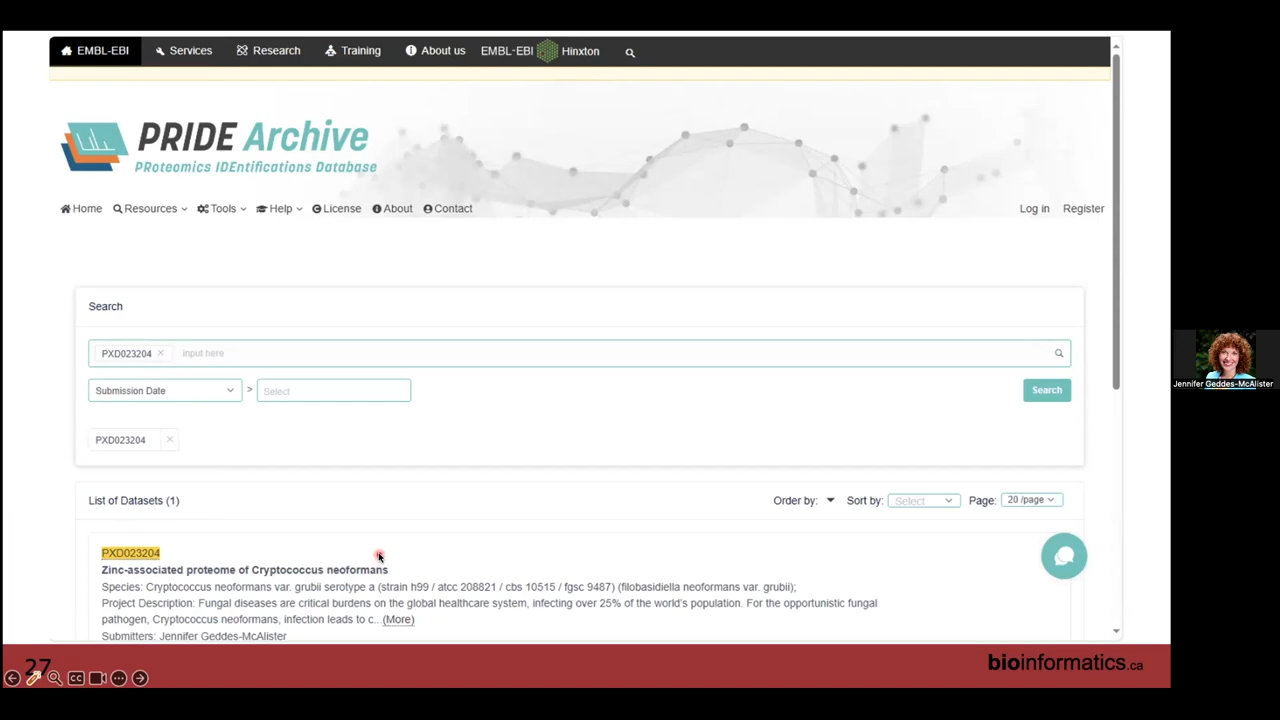 EMBL-EBI Services Research Training About us EMBL-EBI Hinxton
PRIDE Archive
PRoteomics IDEntifications Database
Home Resources Tools Help License About Contact Log in Register
Search
PXD023204 × input here
Submission Date > Select Search
PXD023204 ×
List of Datasets (1) Order by: Sort by: Select Page: 20 /page
PXD023204
Zinc-associated proteome of Cryptococcus neoformans
Species: Cryptococcus neoformans var. grubii serotype a (strain h99 / atcc 208821 / cbs 10515 / fgsc 9487) (filobasidiella neoformans var. grubii);
Project Description: Fungal diseases are critical burdens on the global healthcare system, infecting over 25% of the world's population. For the opportunistic fungal
pathogen, Cryptococcus neoformans, infection leads to c...(More)
Submitters: Jennifer Geddes-McAlister
Jennifer Geddes-McAlister
27
CC
bioinformatics.ca